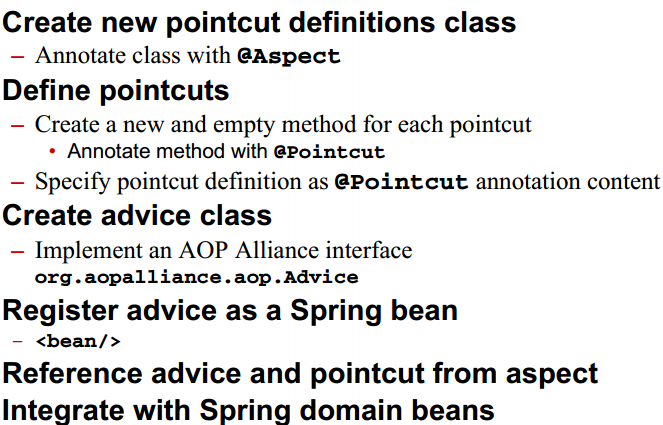 Create new pointcut definitions class
– Annotate class with @Aspect
Define pointcuts
– Create a new and empty method for each pointcut
• Annotate method with @Pointcut
– Specify pointcut definition as @Pointcut annotation content
Create advice class
– Implement an AOP Alliance interface
org.aopalliance.aop.Advice
Register advice as a Spring bean
– <bean/>
Reference advice and pointcut from aspect
Integrate with Spring domain beans